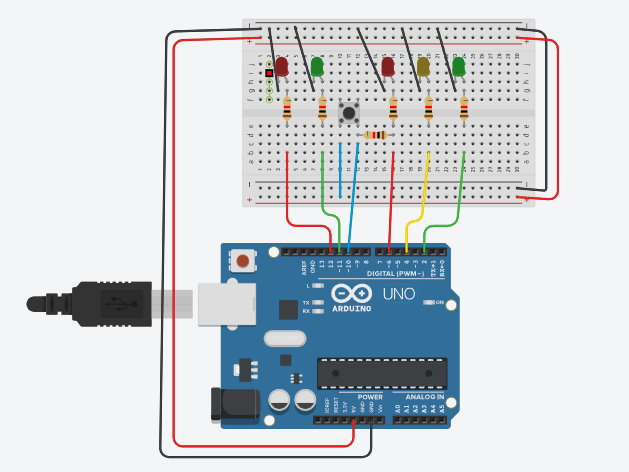 AREF
GND
13
12
~11
~10
~9
8
7
~6
~5
4
~3
2
TX→1
RX←0
DIGITAL (PWM~)
L
TX
RX
UNO
ARDUINO
ON
POWER
ANALOG IN
IOREF
RESET
3.3V
5V
GND
GND
Vin
A0
A1
A2
A3
A4
A5